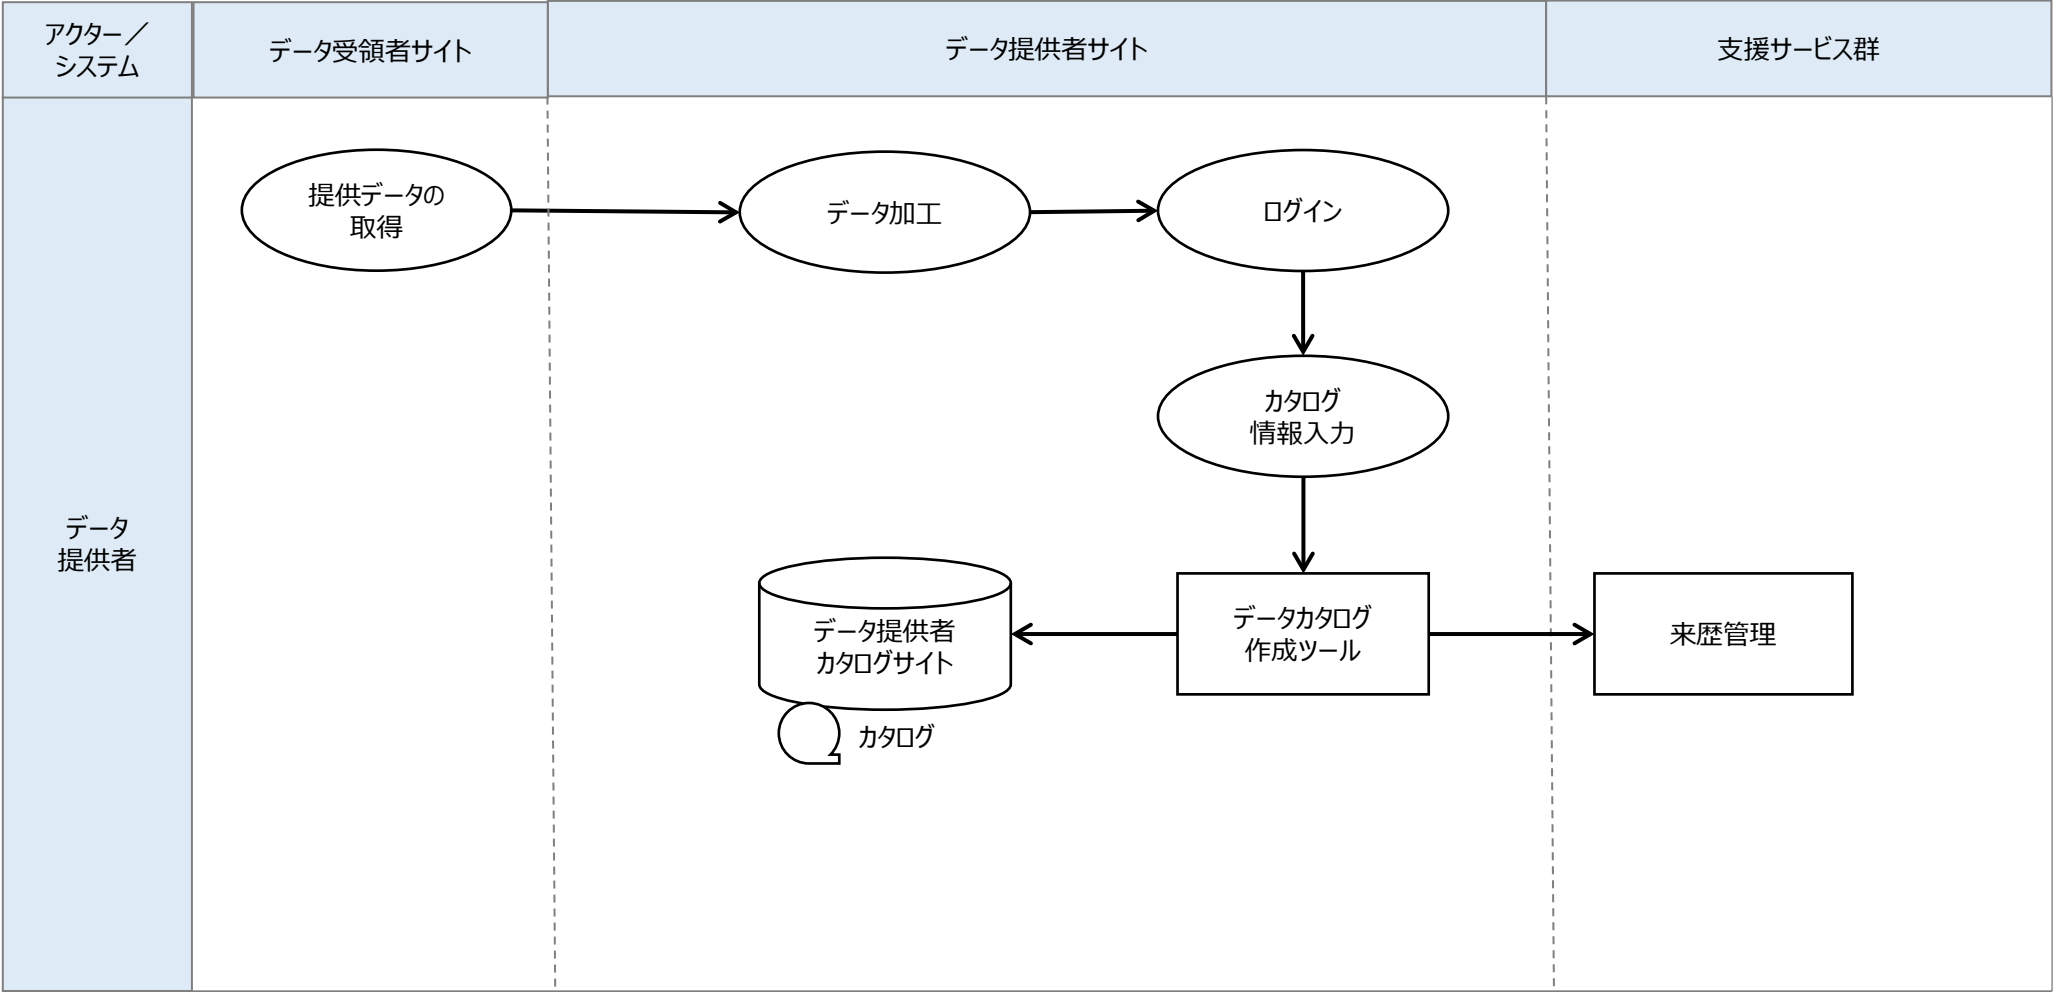 アクター／
システム
データ受領者サイト
データ提供者サイト
支援サービス群
提供データの
取得
データ加工
ログイン
カタログ
情報入力
データ
提供者
データ提供者
カタログサイト
データカタログ
作成ツール
来歴管理
カタログ